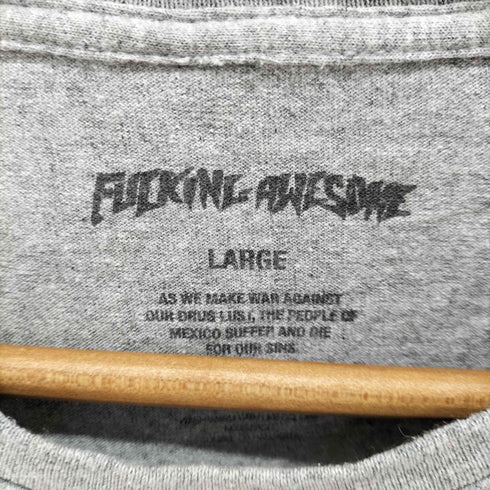 FUCKING AWESOME
LARGE
AS WE MAKE WAR AGAINST
OUR DRUG LUST, THE PEOPLE OF
MEXICO SUFFER AND DIE
FOR OUR SINS.